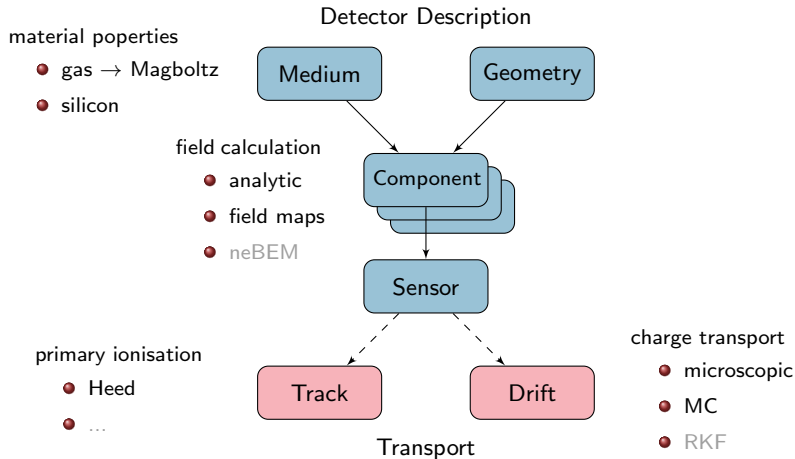 Detector Description
material poperties
gas → Magboltz
silicon
Medium
Geometry
field calculation
analytic
field maps
neBEM
Component
Sensor
primary ionisation
Heed
...
Track
Drift
charge transport
microscopic
MC
RKF
Transport